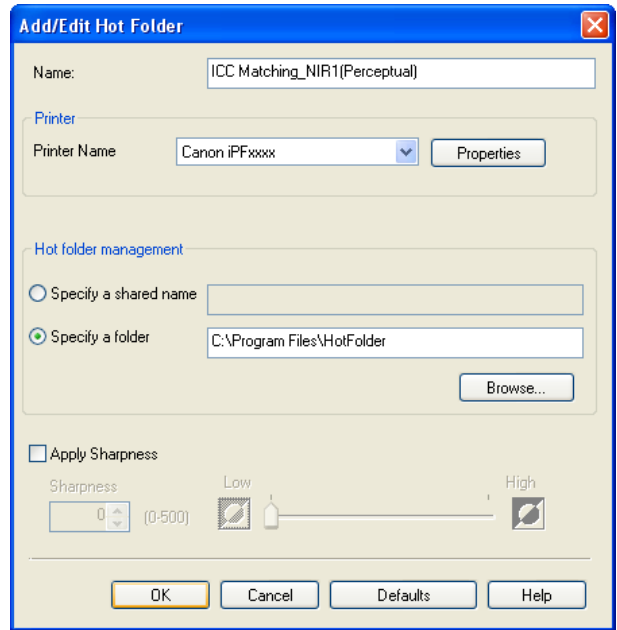 Add/Edit Hot Folder
Name: ICC Matching_NIR1(Perceptual)
Printer
Printer Name Canon iPFxxxx Properties
Hot folder management
Specify a shared name
Specify a folder C:\Program Files\HotFolder
Browse...
Apply Sharpness
Sharpness Low High
0 (0-500)
OK Cancel Defaults Help